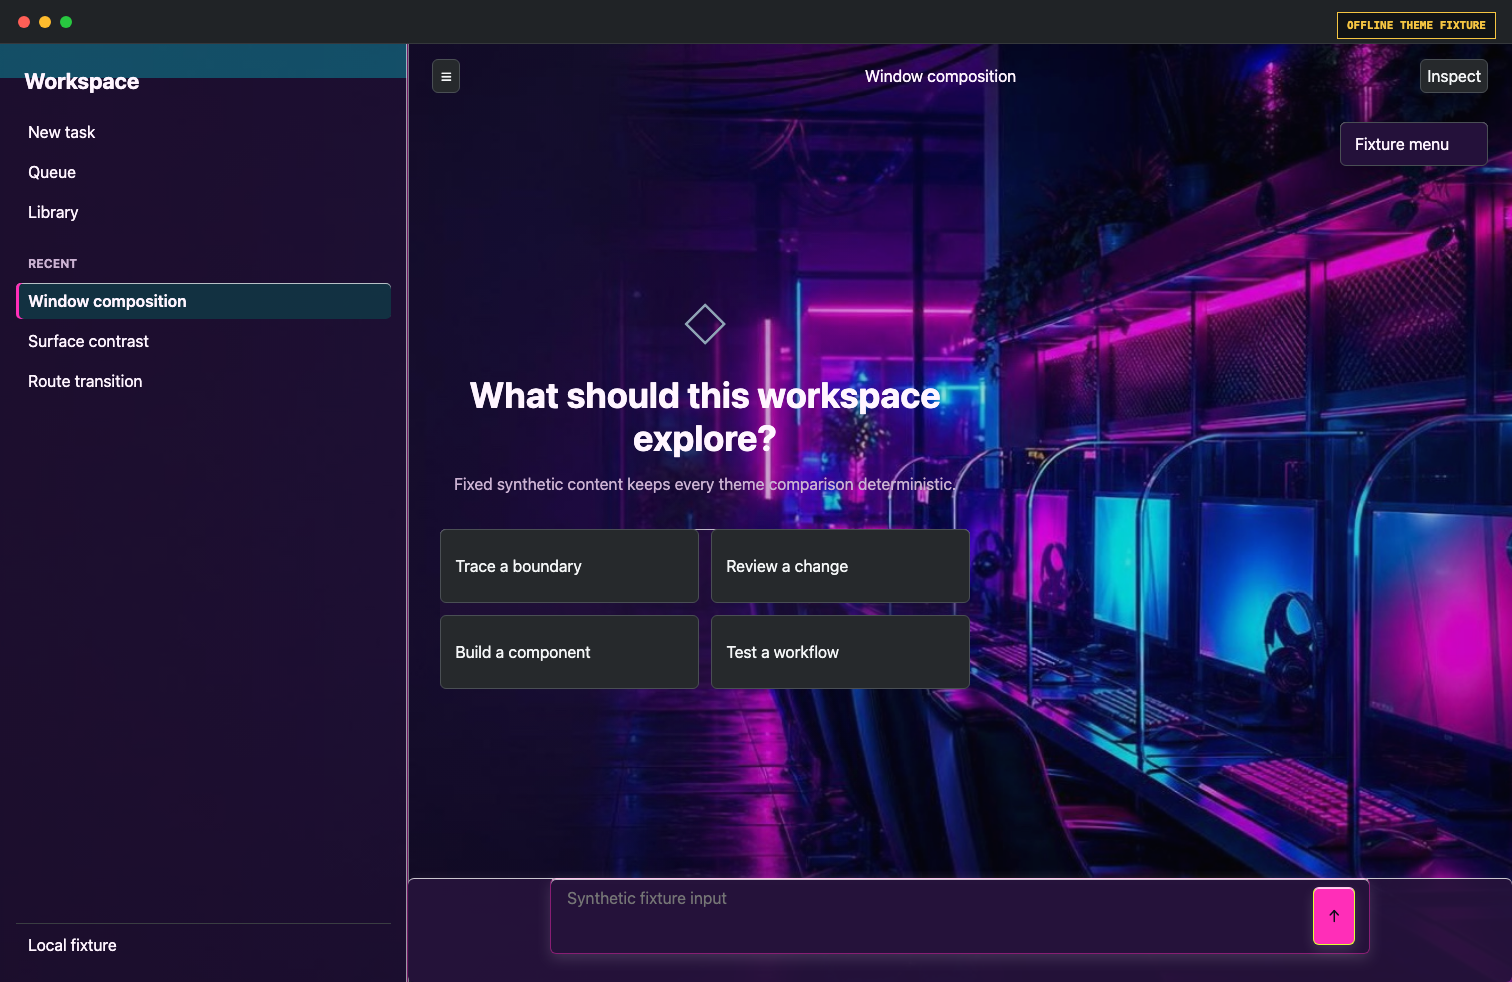 OFFLINE THEME FIXTURE
Workspace
New task
Queue
Library
RECENT
Window composition
Surface contrast
Route transition
Local fixture
Window composition
Inspect
Fixture menu
What should this workspace
explore?
Fixed synthetic content keeps every theme comparison deterministic.
Trace a boundary
Review a change
Build a component
Test a workflow
Synthetic fixture input